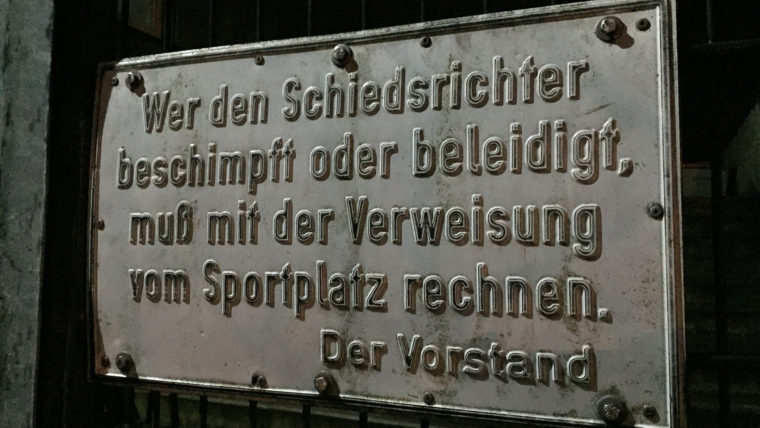 Wer den Schiedsrichter
beschimpft oder beleidigt,
muß mit der Verweisung
vom Sportplatz rechnen.
Der Vorstand